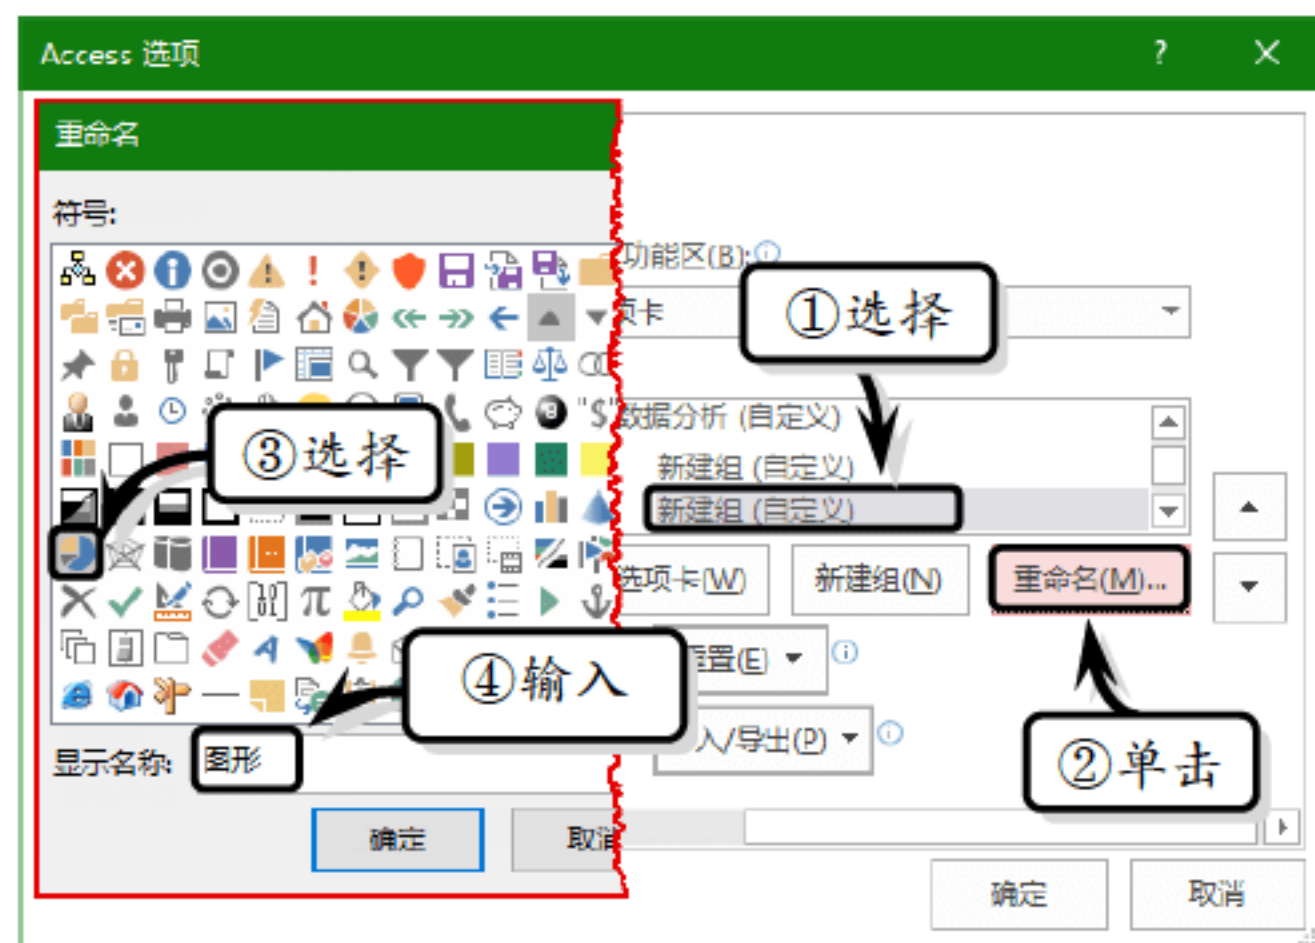 Access 选项
重命名
符号:
功能区(B):
项卡
①选择
数据分析 (自定义)
新建组 (自定义)
新建组 (自定义)
③选择
选项卡(W)
新建组(N)
重命名(M)...
置(E)
④输入
入/导出(P)
②单击
显示名称: 图形
确定
取消
确定
取消